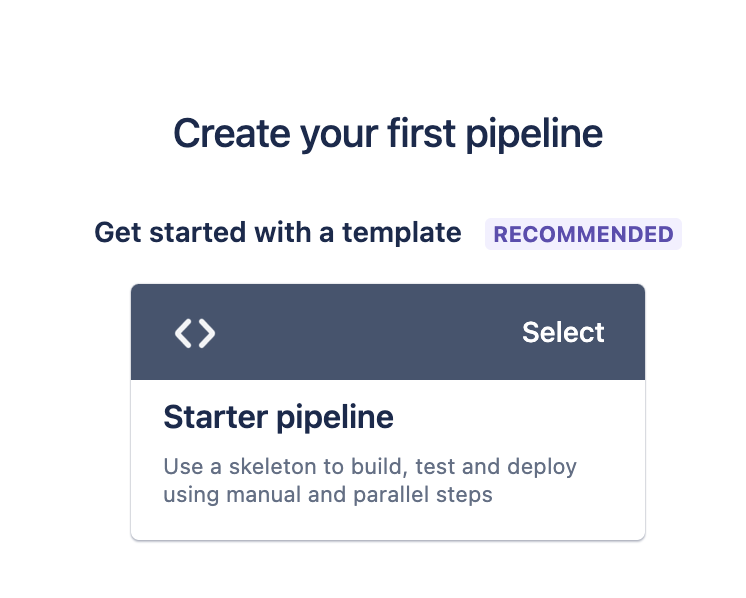 Create your first pipeline
Get started with a template RECOMMENDED
Select
Starter pipeline
Use a skeleton to build, test and deploy
using manual and parallel steps